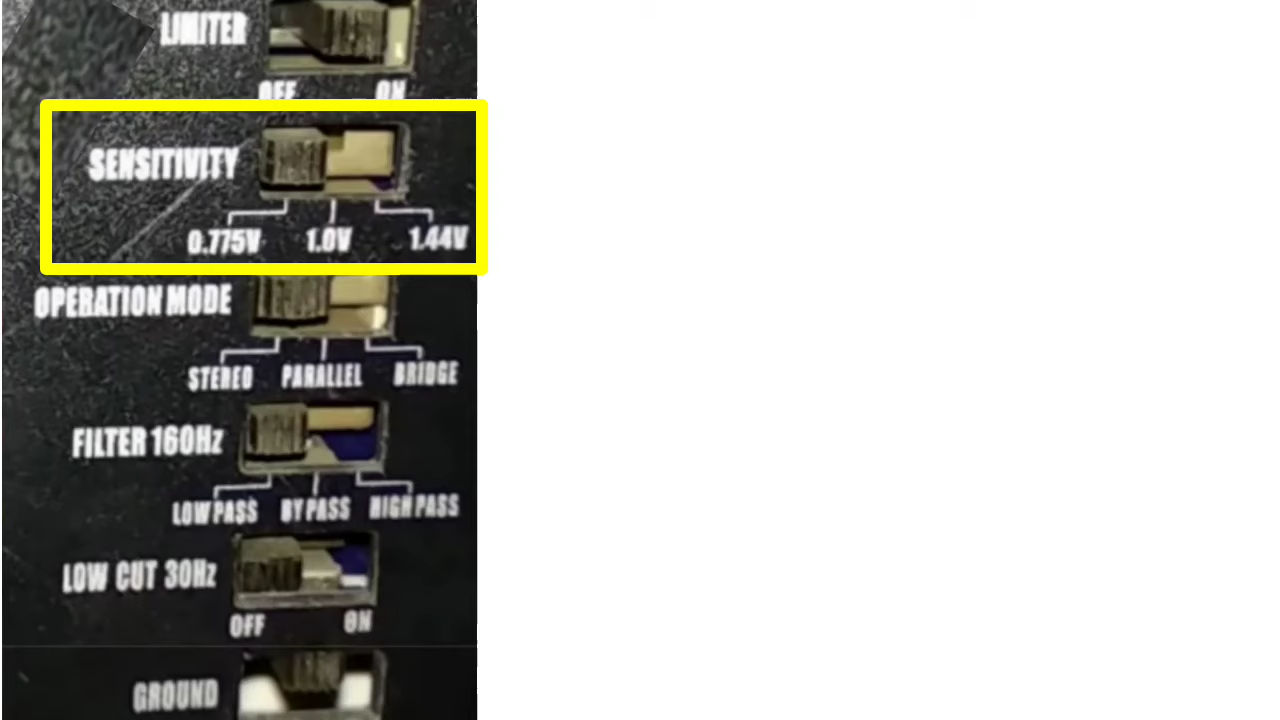 LIMITER
OFF ON
SENSITIVITY
0.775V 1.0V 1.44V
OPERATION MODE
STEREO PARALLEL BRIDGE
FILTER 160Hz
LOW PASS BY PASS HIGH PASS
LOW CUT 30Hz
OFF ON
GROUND